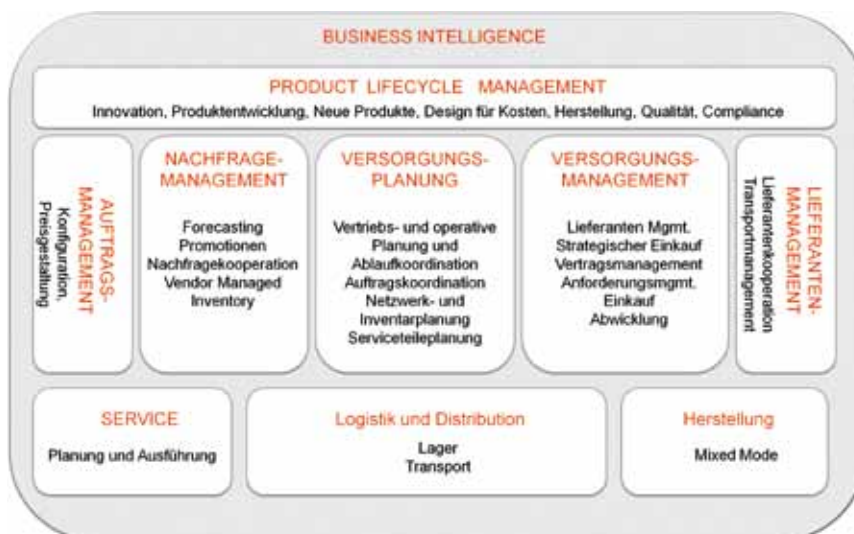 BUSINESS INTELLIGENCE
PRODUCT LIFECYCLE MANAGEMENT
Innovation, Produktentwicklung, Neue Produkte, Design für Kosten, Herstellung, Qualität, Compliance
AUFTRAGS-
MANAGEMENT
Konfiguration,
Preisgestaltung
NACHFRAGE-
MANAGEMENT
Forecasting
Promotionen
Nachfragekooperation
Vendor Managed
Inventory
VERSORGUNGS-
PLANUNG
Vertriebs- und operative
Planung und
Ablaufkoordination
Auftragskoordination
Netzwerk- und
Inventarplanung
Serviceteileplanung
VERSORGUNGS-
MANAGEMENT
Lieferanten Mgmt.
Strategischer Einkauf
Vertragsmanagement
Anforderungsmgmt.
Einkauf
Abwicklung
LIEFERANTEN-
MANAGEMENT
Lieferantenkooperation
Transportmanagement
SERVICE
Planung und Ausführung
Logistik und Distribution
Lager
Transport
Herstellung
Mixed Mode